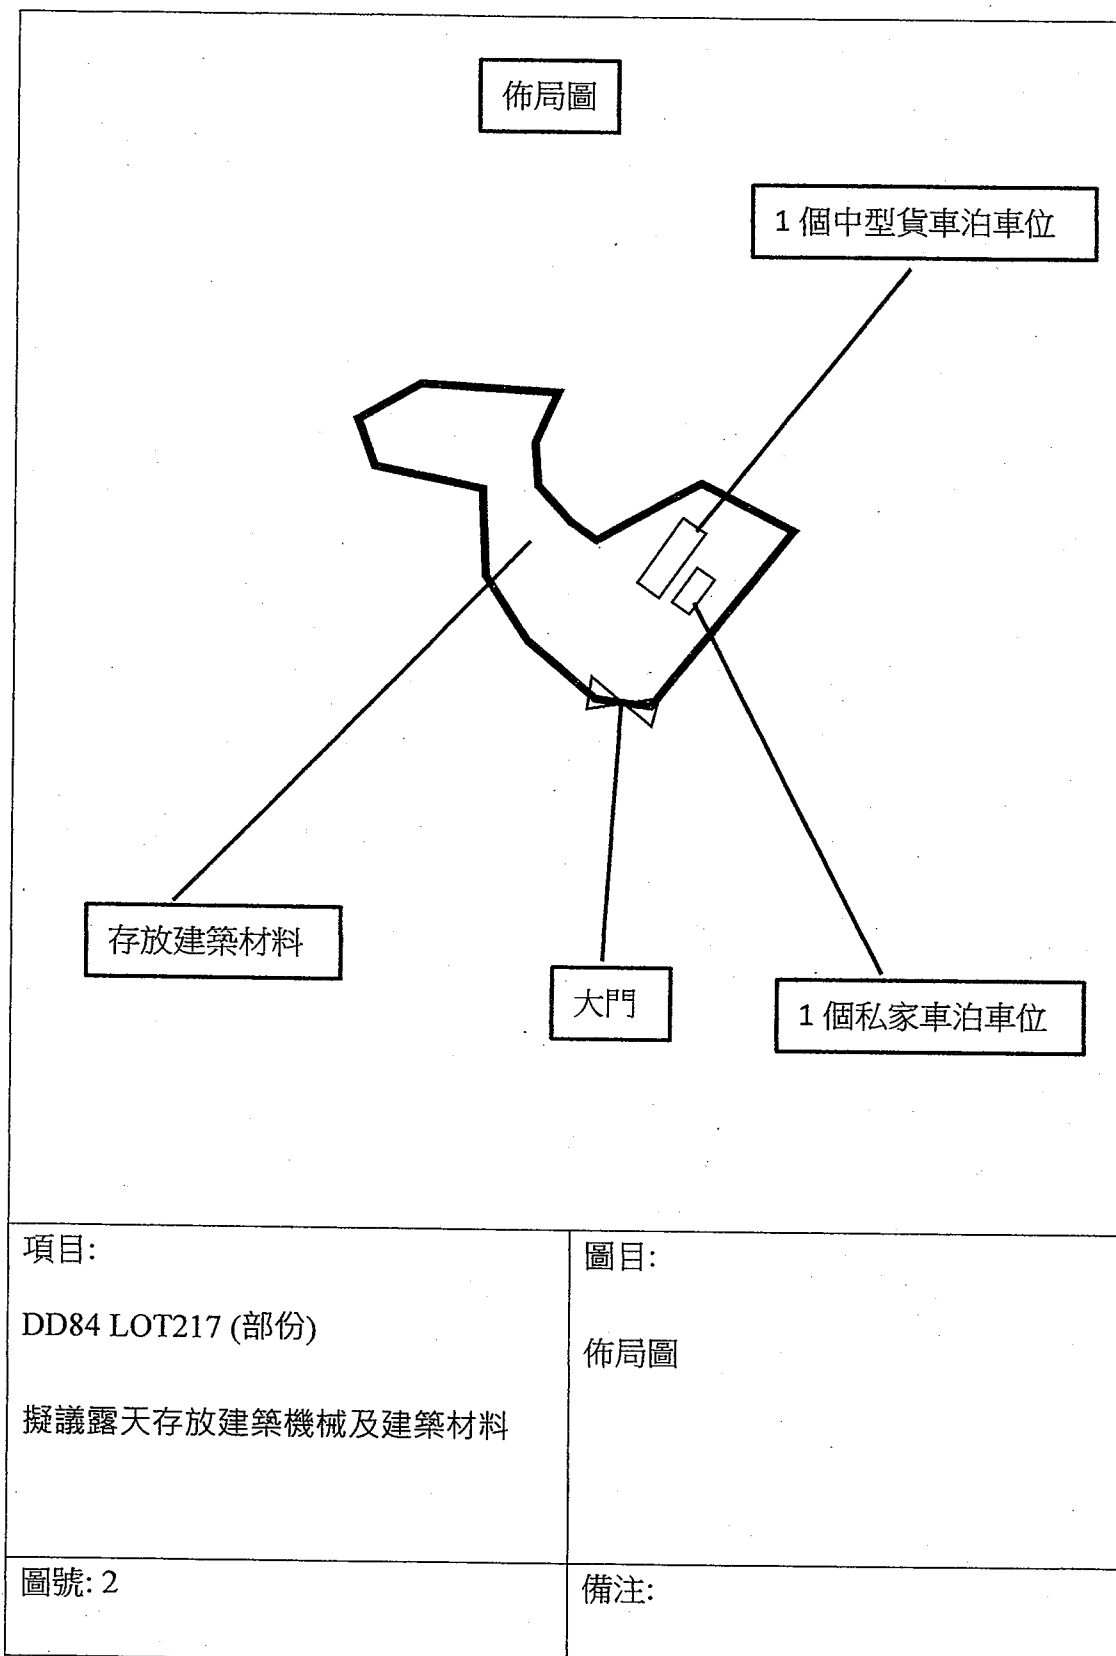 佈局圖
1 個中型貨車泊車位
存放建築材料
大門
1 個私家車泊車位
項目:
DD84 LOT217 (部份)
擬議露天存放建築機械及建築材料
圖目:
佈局圖
圖號: 2
備注: